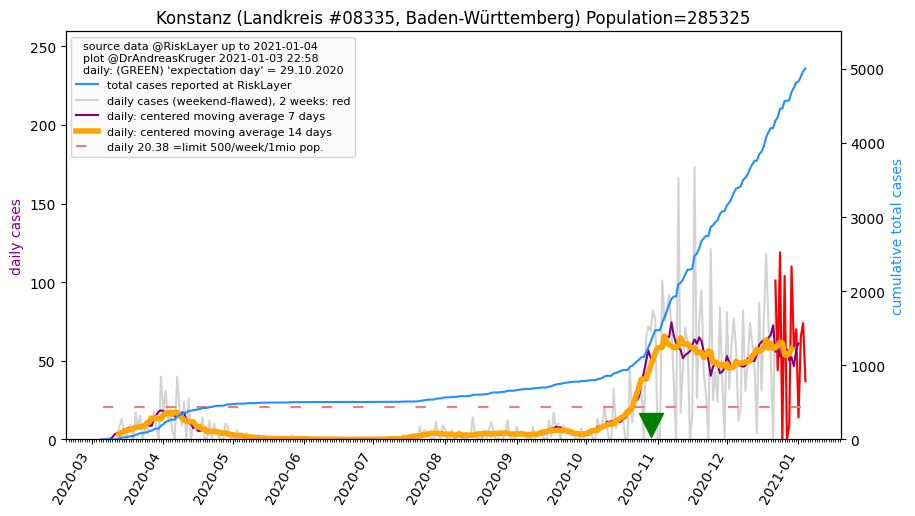 Konstanz (Landkreis #08335, Baden-Württemberg) Population=285325
source data @RiskLayer up to 2021-01-04
plot @DrAndreasKruger 2021-01-03 22:58
daily: (GREEN) 'expectation day' = 29.10.2020
total cases reported at RiskLayer
daily cases (weekend-flawed), 2 weeks: red
daily: centered moving average 7 days
daily: centered moving average 14 days
daily 20.38 =limit 500/week/1mio pop.
daily cases
250
200
150
100
50
0
cumulative total cases
5000
4000
3000
2000
1000
0
2020-03
2020-04
2020-05
2020-06
2020-07
2020-08
2020-09
2020-10
2020-11
2020-12
2021-01